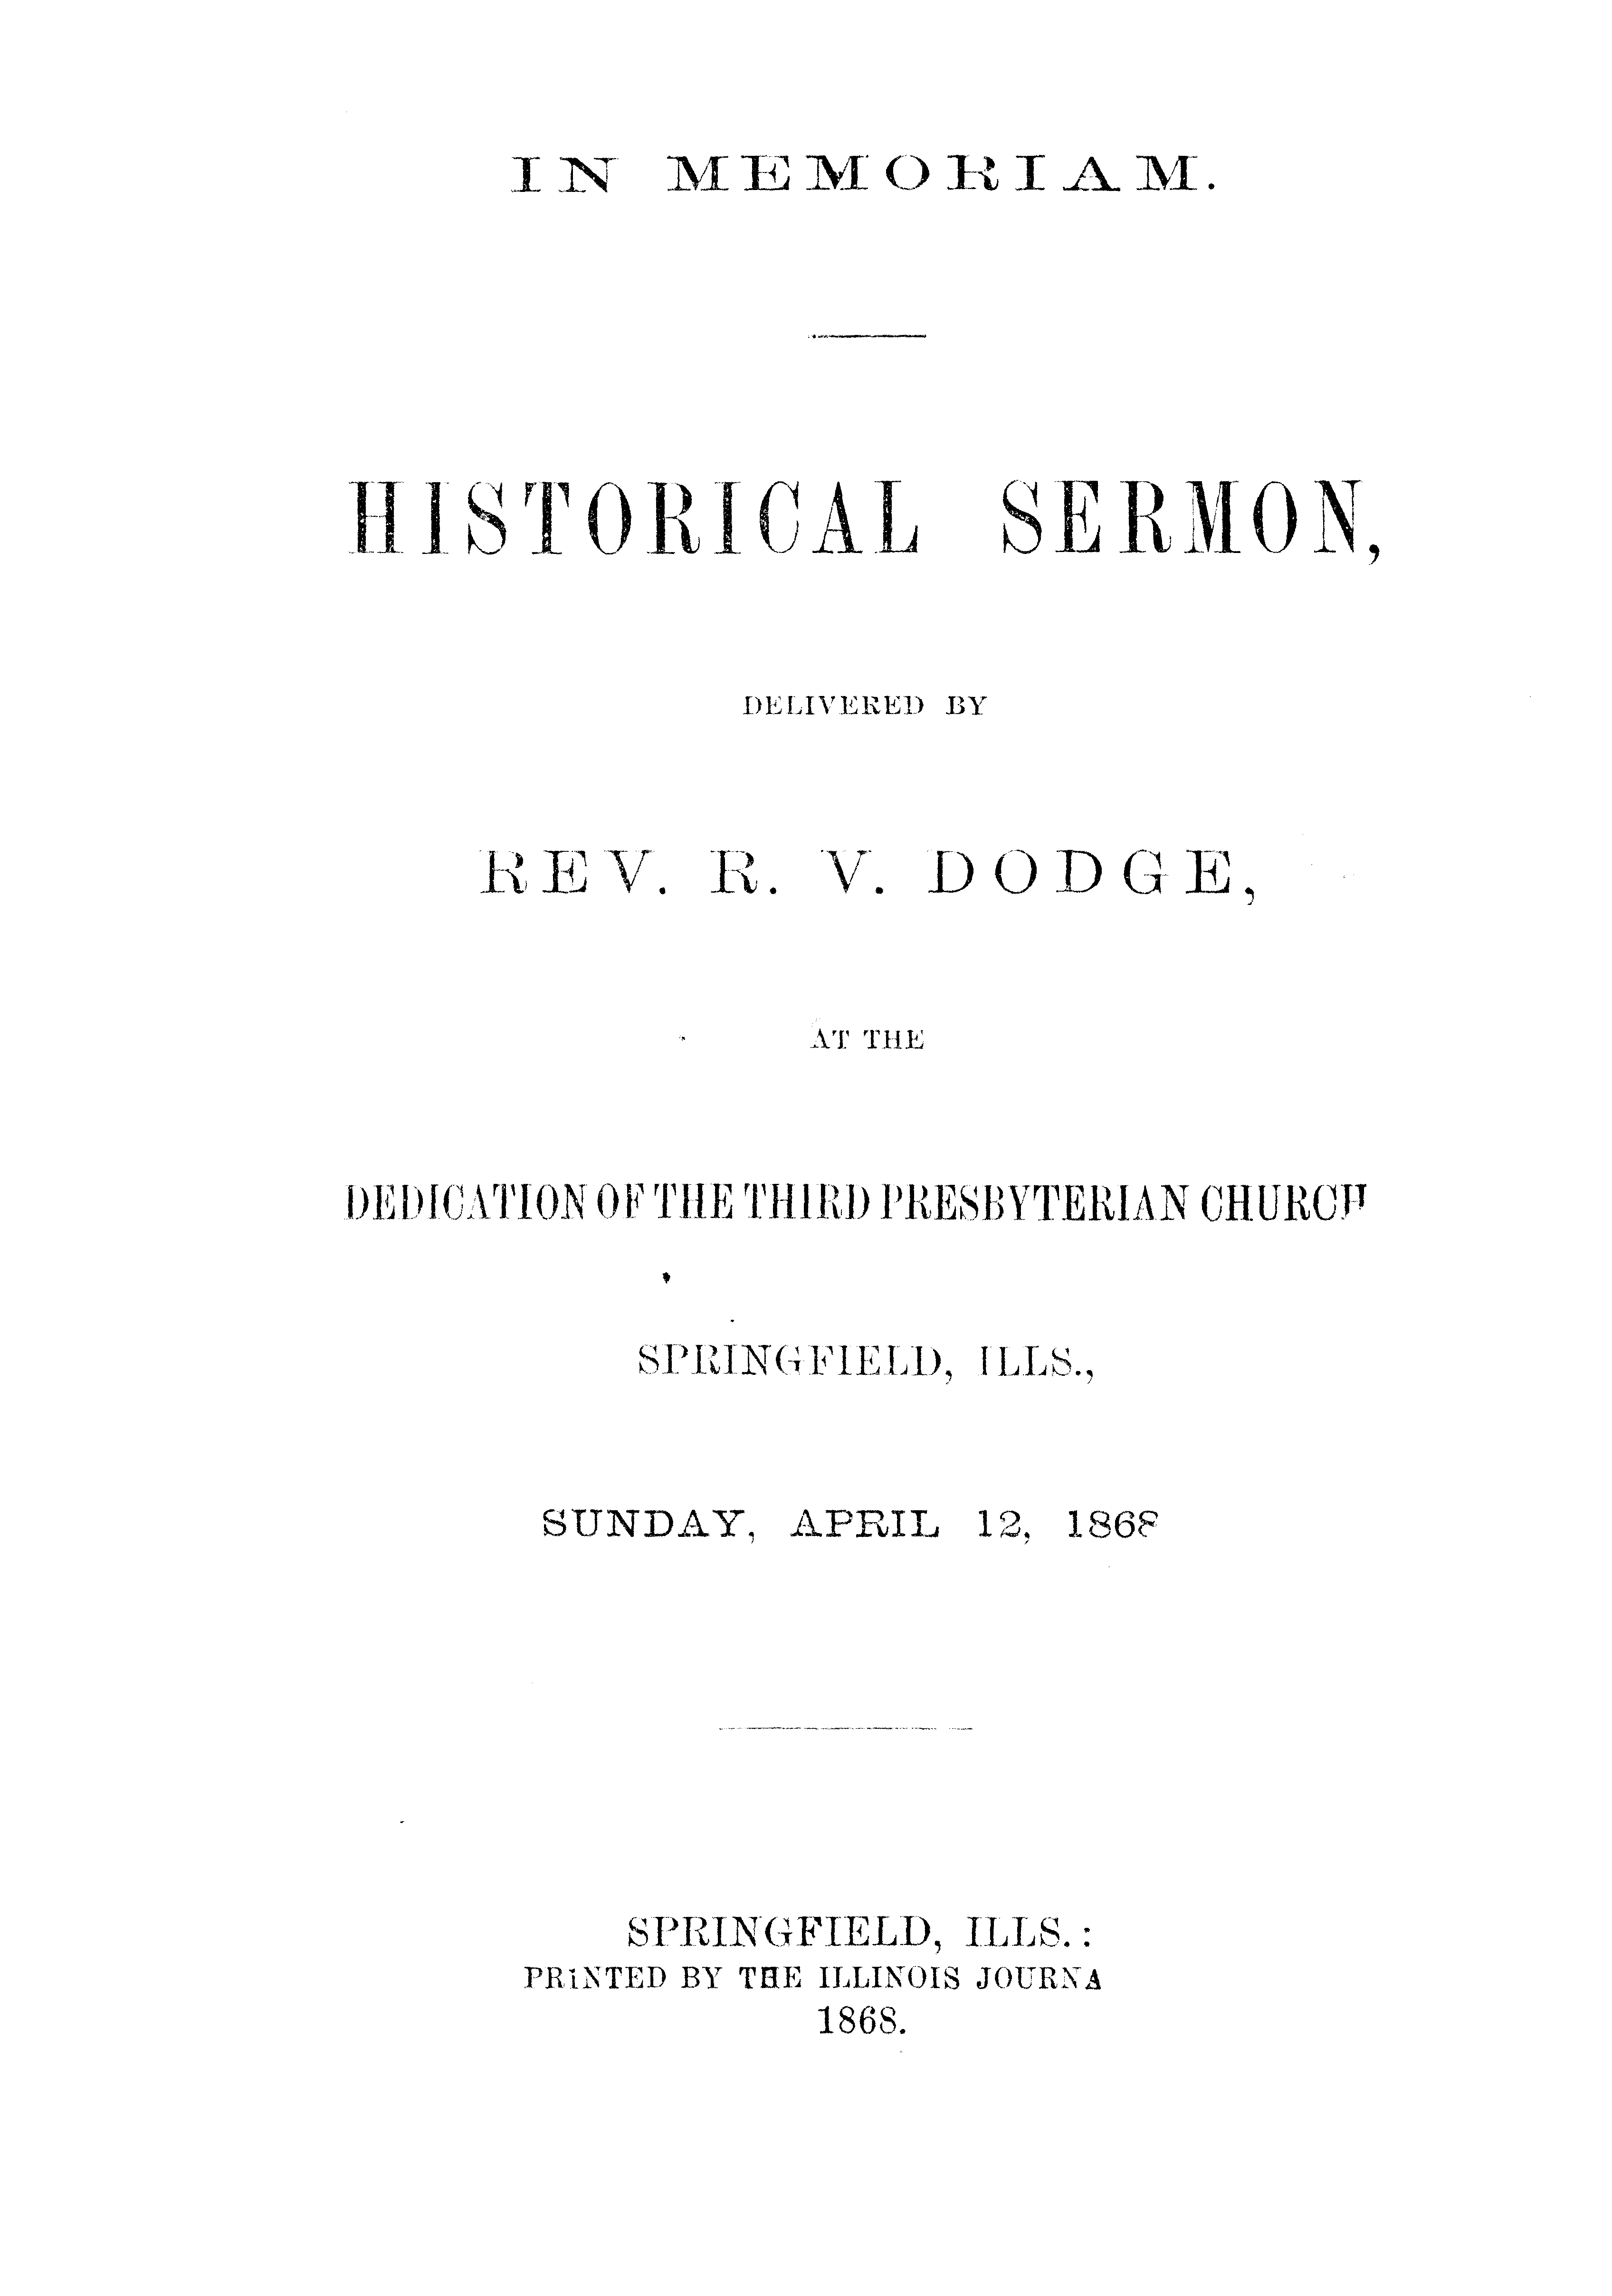 IN MEMORIAM.
HISTORICAL SERMON,
DELIVERED BY
REV. R. V. DODGE,
AT THE
DEDICATION OF THE THIRD PRESBYTERIAN CHURCH
SPRINGFIELD, ILLS.,
SUNDAY, APRIL 12, 1868
SPRINGFIELD, ILLS.:
PRINTED BY THE ILLINOIS JOURNA
1868.